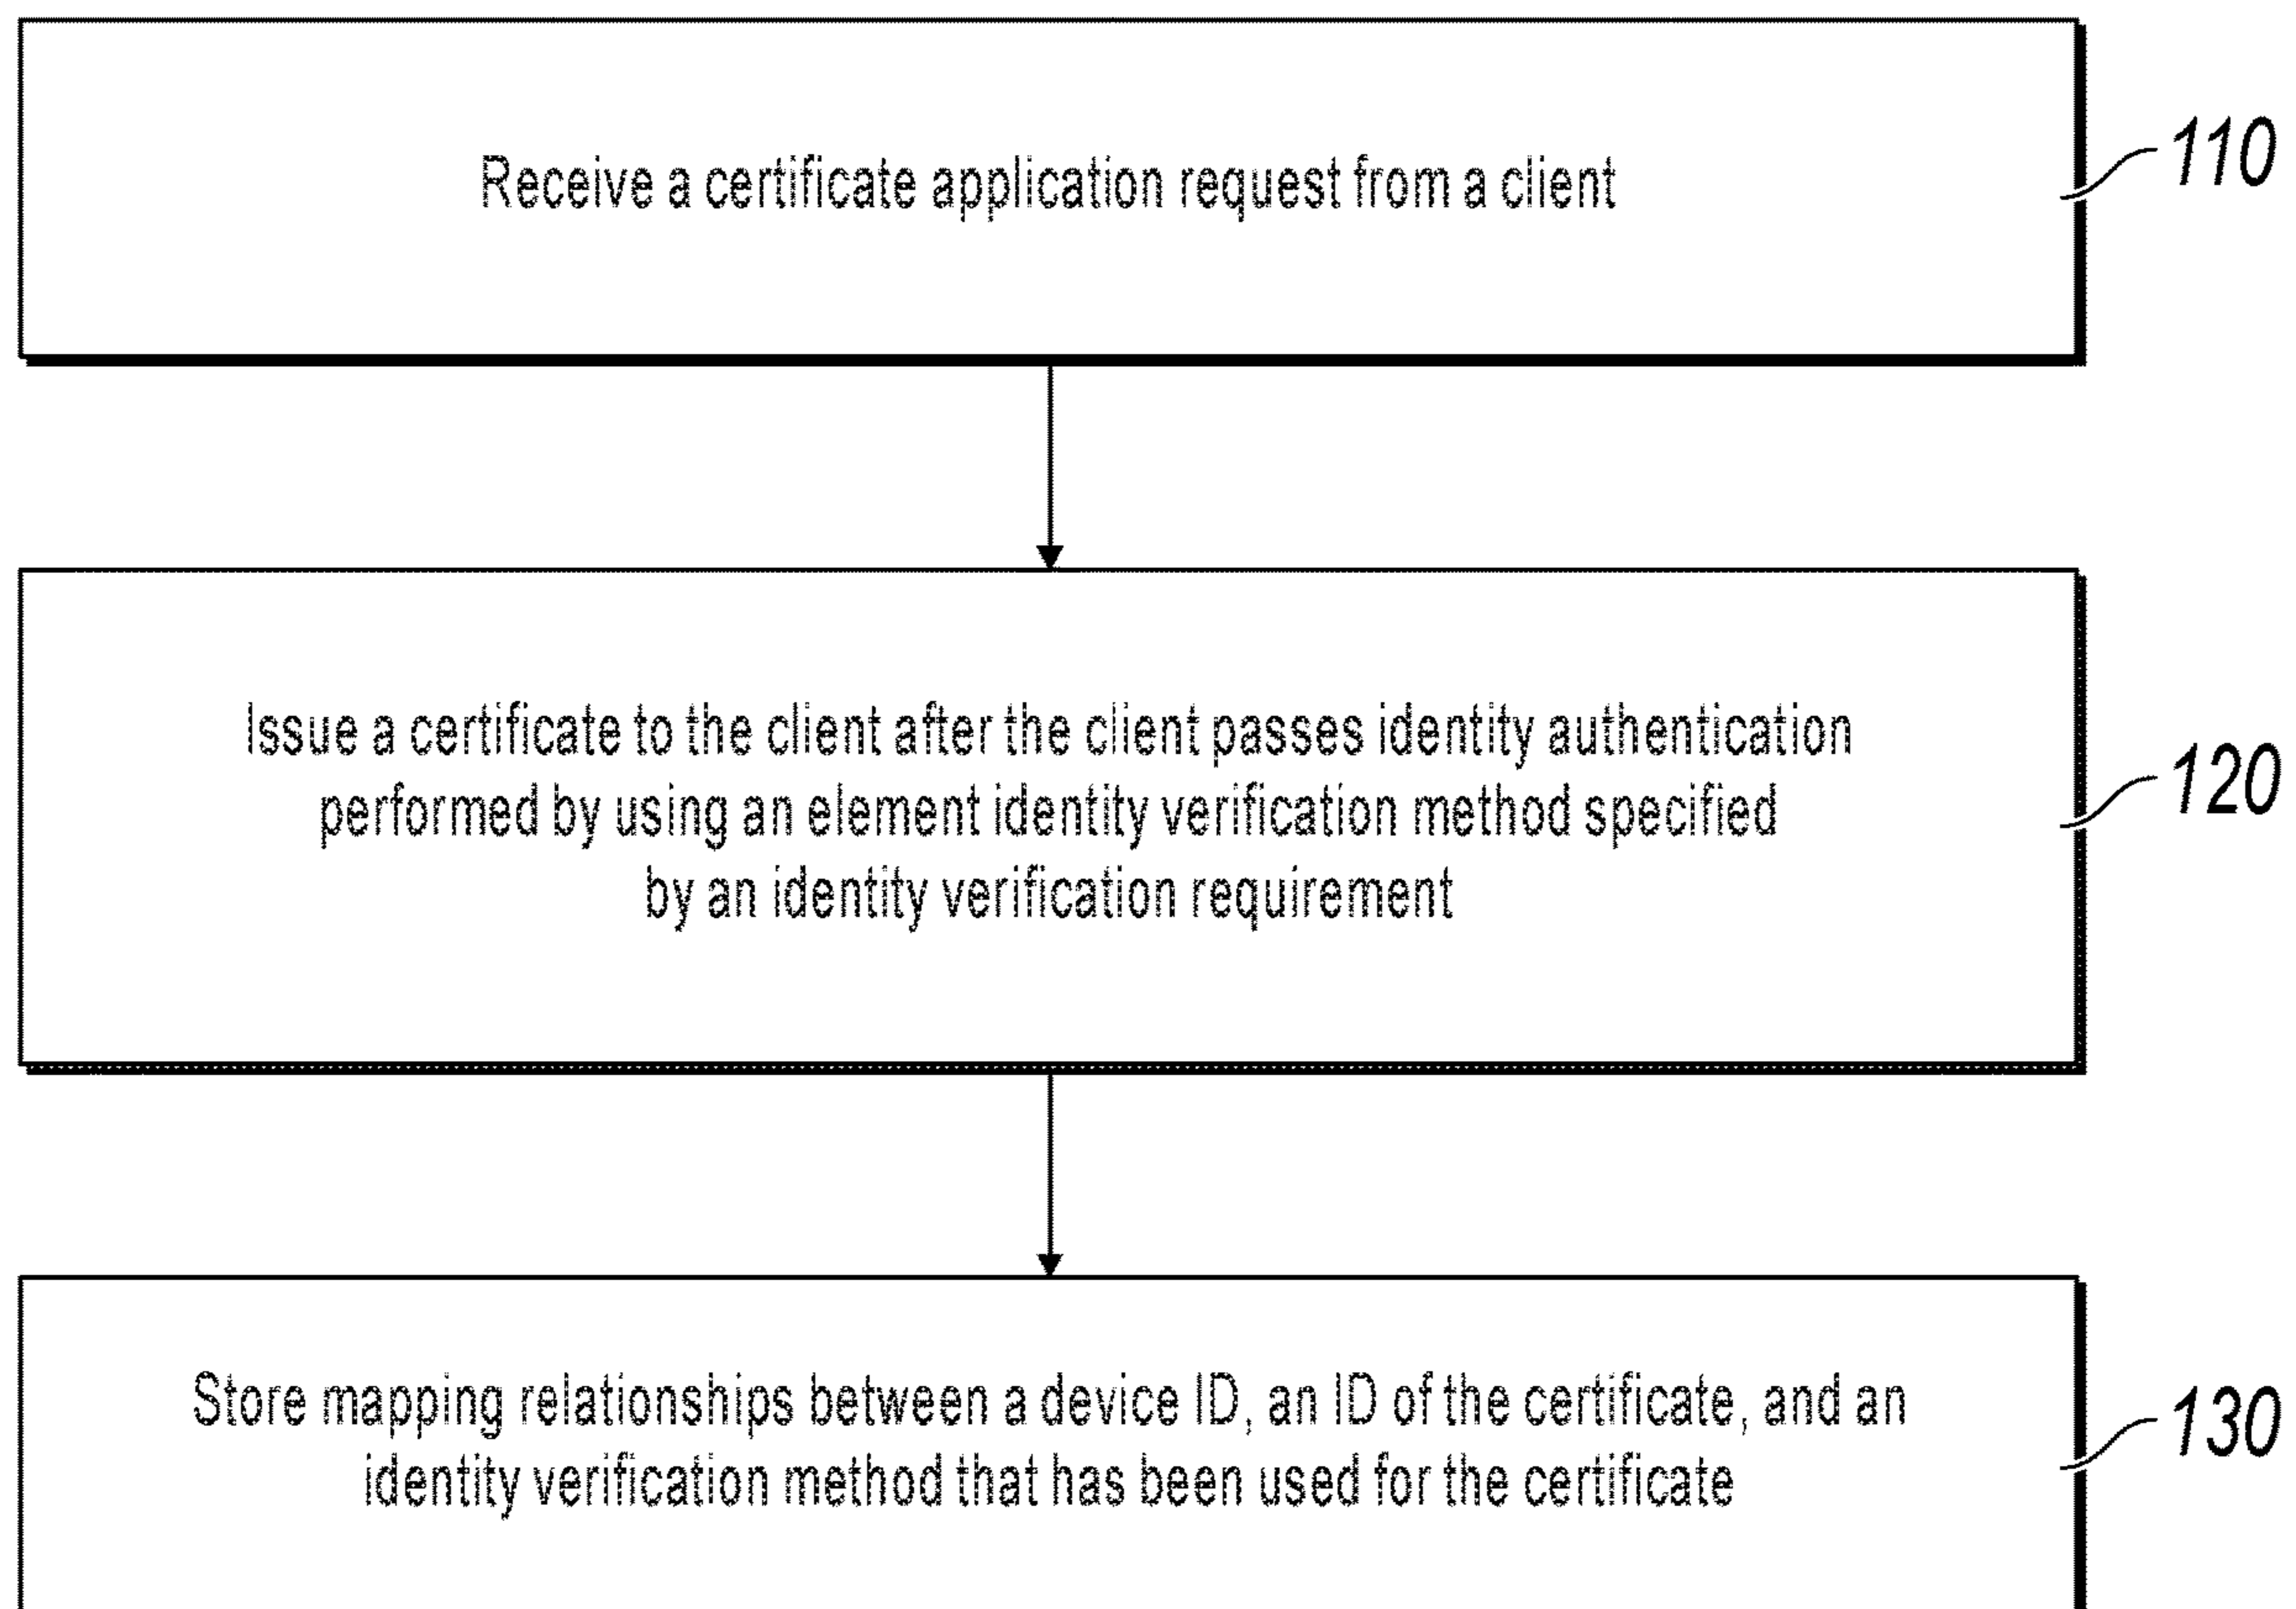 Receive a certificate application request from a client
110
Issue a certificate to the client after the client passes identity authentication
performed by using an element identity verification method specified
by an identity verification requirement
120
Store mapping relationships between a device ID, an ID of the certificate, and an
identity verification method that has been used for the certificate
130